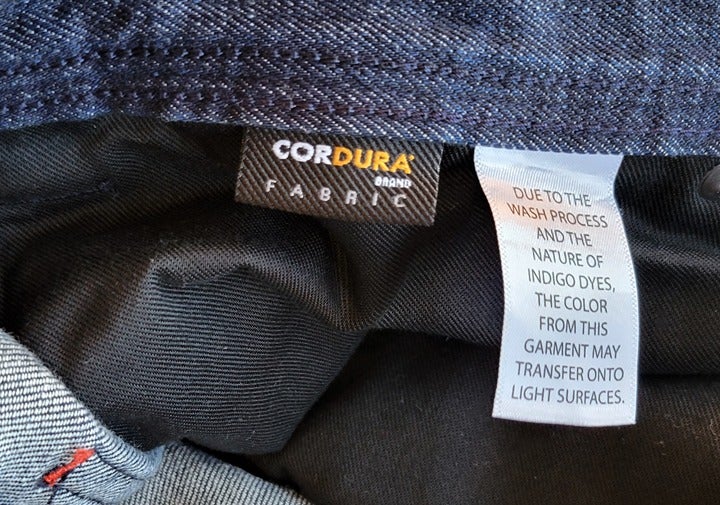 CORDURA®
BRAND
FABRIC
DUE TO THE
WASH PROCESS
AND THE
NATURE OF
INDIGO DYES,
THE COLOR
FROM THIS
GARMENT MAY
TRANSFER ONTO
LIGHT SURFACES.